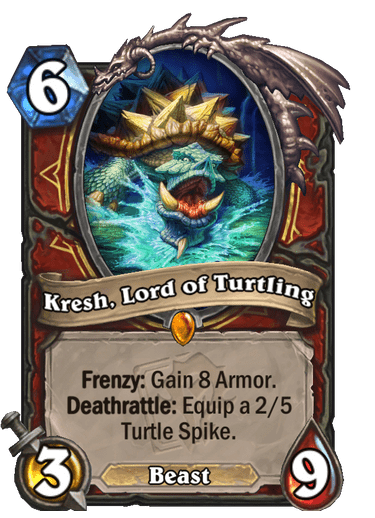 6
Kresh, Lord of Turtling
Frenzy: Gain 8 Armor.
Deathrattle: Equip a 2/5
Turtle Spike.
3
Beast
9